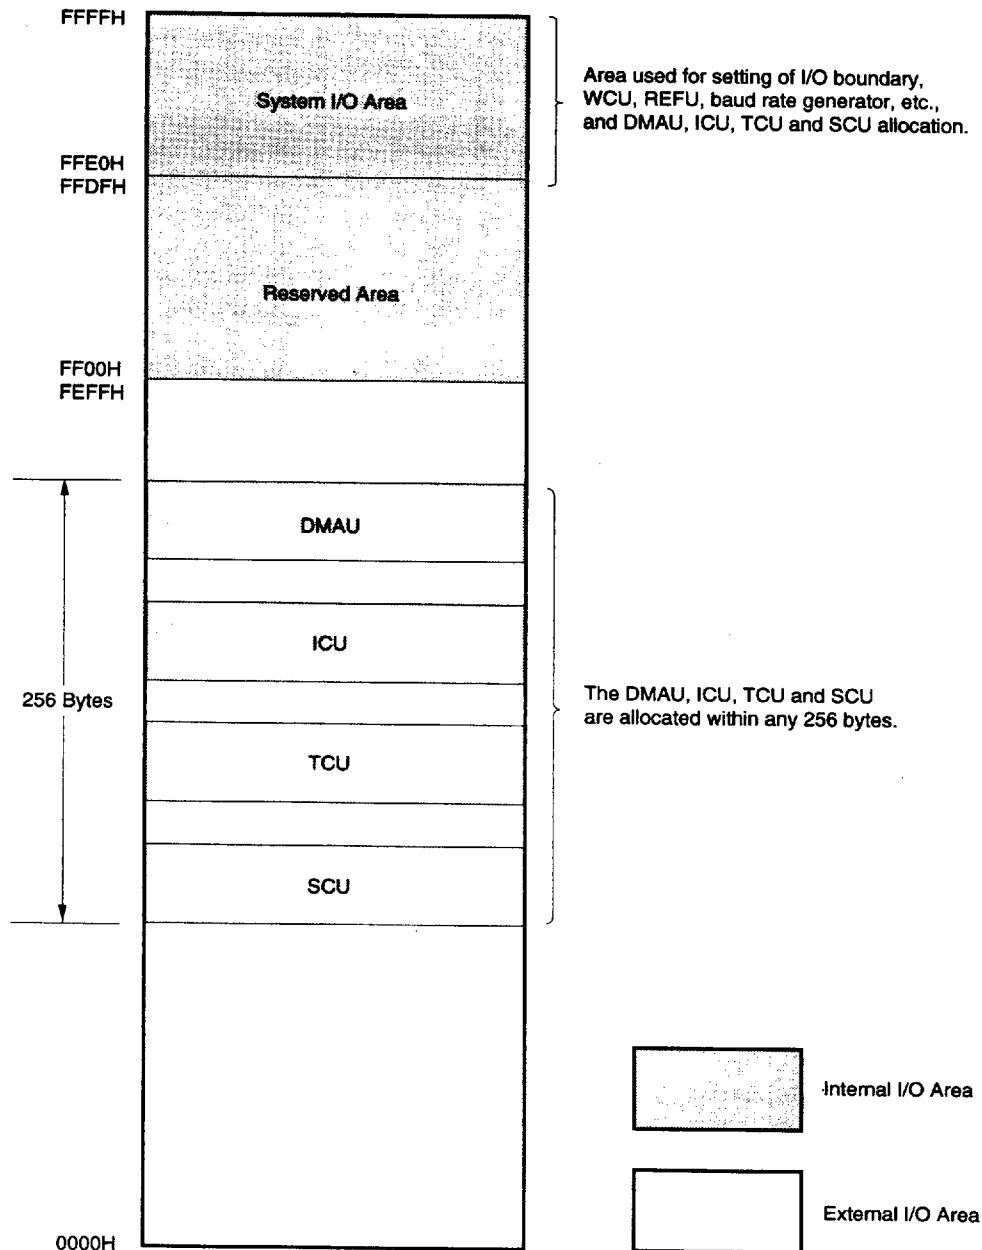 FFFFH
System I/O Area
Area used for setting of I/O boundary,
WCU, REFU, baud rate generator, etc.,
and DMAU, ICU, TCU and SCU allocation.
FFE0H
FFDFH
Reserved Area
FF00H
FEFFH
DMAU
ICU
256 Bytes
The DMAU, ICU, TCU and SCU
are allocated within any 256 bytes.
TCU
SCU
Internal I/O Area
External I/O Area
0000H